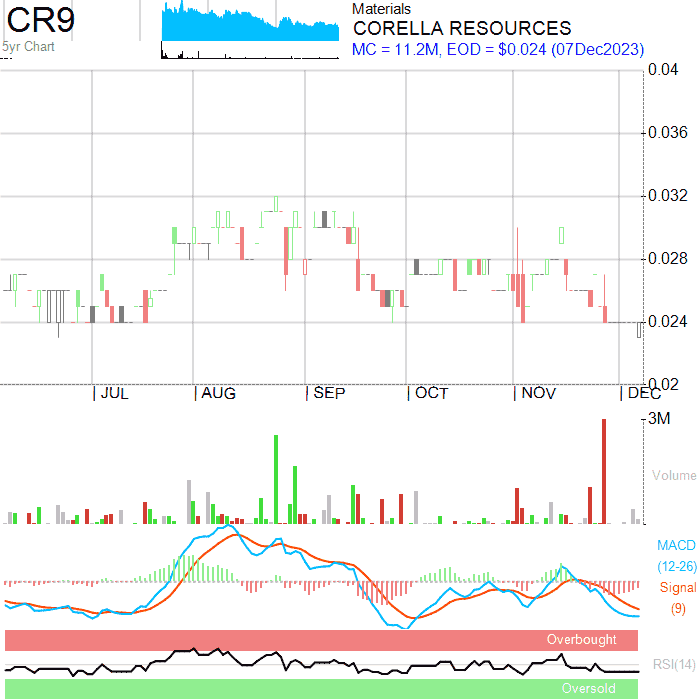 CR9
5yr Chart
Materials
CORELLA RESOURCES
MC = 11.2M, EOD = $0.024 (07Dec2023)
0.04
0.036
0.032
0.028
0.024
0.02
JUL AUG SEP OCT NOV DEC
3M
Volume
MACD
(12-26)
Signal
(9)
Overbought
RSI(14)
Oversold